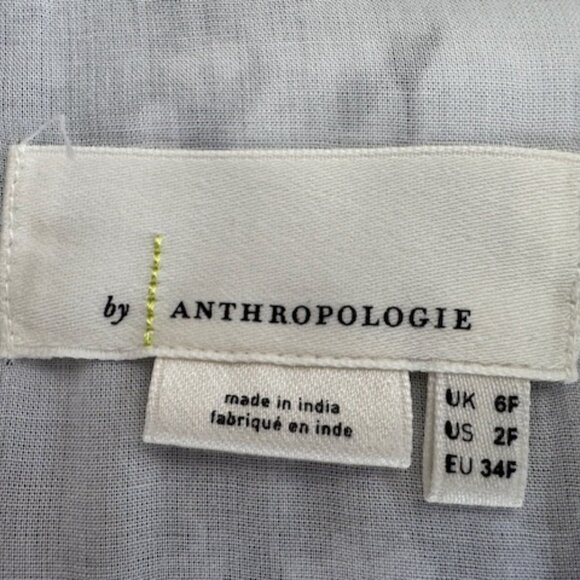 by ANTHROPOLOGIE
made in india
fabriqué en inde
UK 6F
US 2F
EU 34F